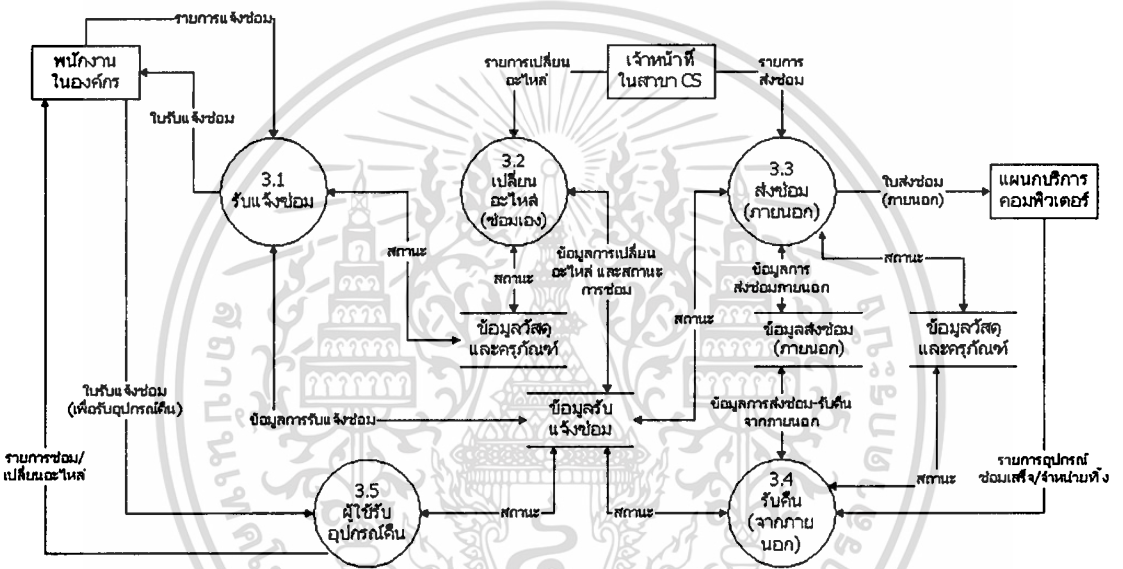 รายการแจ้งซ่อม
พนักงาน
ในองค์กร
รายการเปลี่ยน
อะไหล่
เจ้าหน้าที่
ในสาขา CS
รายการ
ส่งซ่อม
ใบรับแจ้งซ่อม
3.1
รับแจ้งซ่อม
3.2
เปลี่ยน
อะไหล่
(ซ่อมเอง)
3.3
ส่งซ่อม
(ภายนอก)
ใบส่งซ่อม
(ภายนอก)
แผนกบริการ
คอมพิวเตอร์
สถานะ
สถานะ
ข้อมูลการเปลี่ยน
อะไหล่ และสถานะ
การซ่อม
สถานะ
ข้อมูลการ
ส่งซ่อมภายนอก
สถานะ
ข้อมูลวัสดุ
และครุภัณฑ์
ข้อมูลส่งซ่อม
(ภายนอก)
ข้อมูลวัสดุ
และครุภัณฑ์
ใบรับแจ้งซ่อม
(เพื่อรับอุปกรณ์คืน)
ข้อมูลการรับแจ้งซ่อม
ข้อมูลรับ
แจ้งซ่อม
ข้อมูลการส่งซ่อม-รับคืน
จากภายนอก
รายการซ่อม/
เปลี่ยนอะไหล่
3.5
ผู้ใช้รับ
อุปกรณ์คืน
สถานะ
สถานะ
3.4
รับคืน
(จากภาย
นอก)
สถานะ
รายการอุปกรณ์
ซ่อมเสร็จ/จำหน่ายทิ้ง